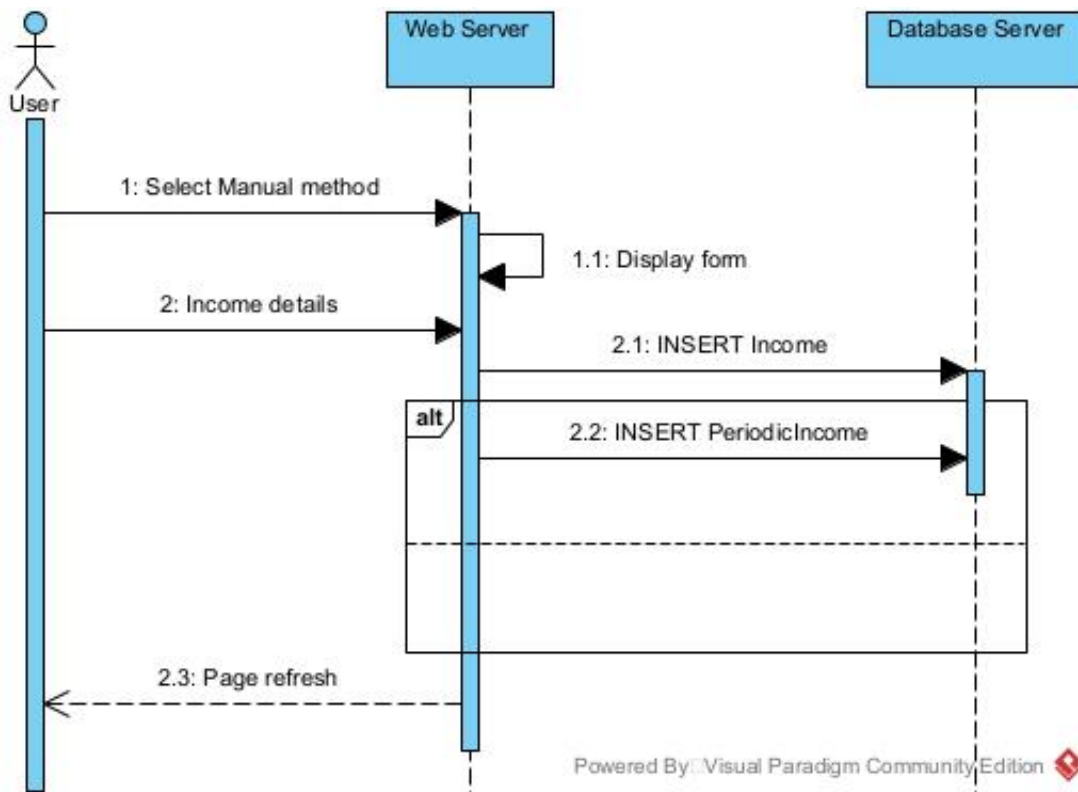 Web Server
Database Server
User
1: Select Manual method
1.1: Display form
2: Income details
2.1: INSERT Income
alt
2.2: INSERT PeriodicIncome
2.3: Page refresh
Powered By Visual Paradigm Community Edition